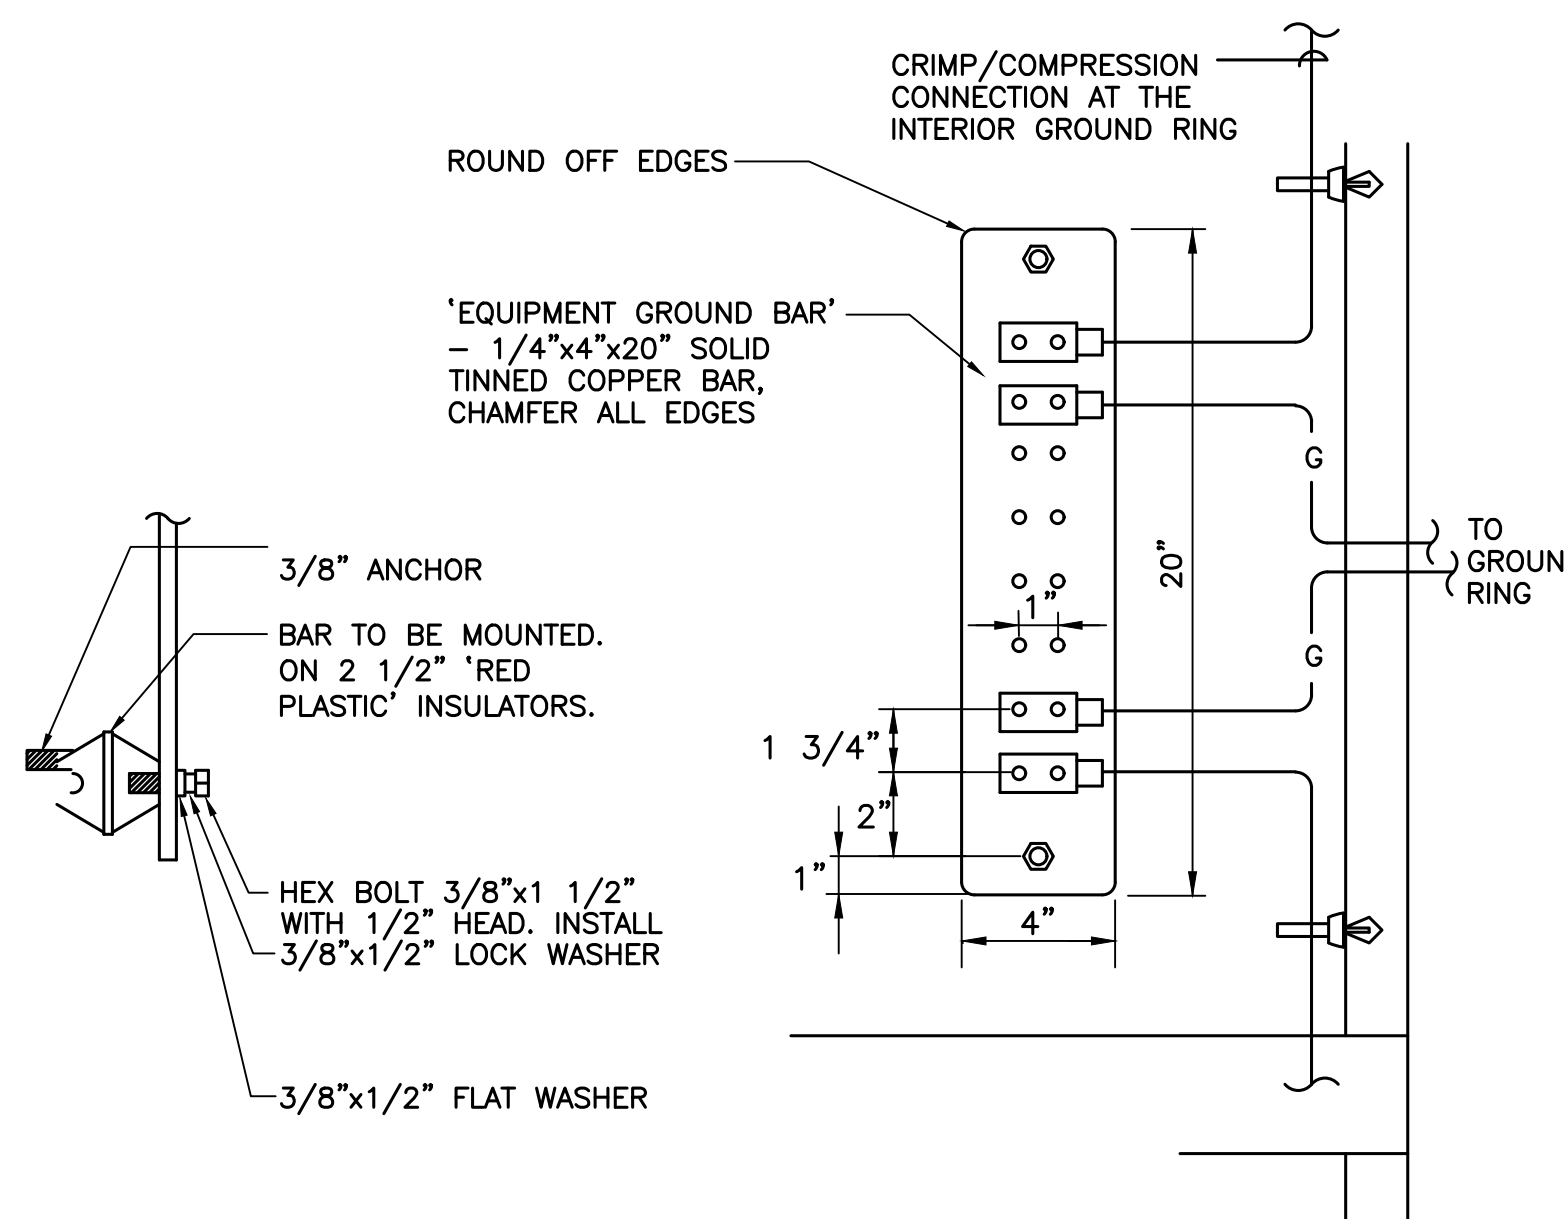 CRIMP/COMPRESSION
CONNECTION AT THE
INTERIOR GROUND RING
ROUND OFF EDGES
‘EQUIPMENT GROUND BAR’
– 1/4”x4”x20” SOLID
TINNED COPPER BAR,
CHAMFER ALL EDGES
G
TO
GROUN
RING
20”
3/8” ANCHOR
1”
BAR TO BE MOUNTED.
ON 2 1/2” ‘RED
PLASTIC’ INSULATORS.
G
1 3/4”
2”
1”
4”
HEX BOLT 3/8”x1 1/2”
WITH 1/2” HEAD. INSTALL
3/8”x1/2” LOCK WASHER
3/8”x1/2” FLAT WASHER